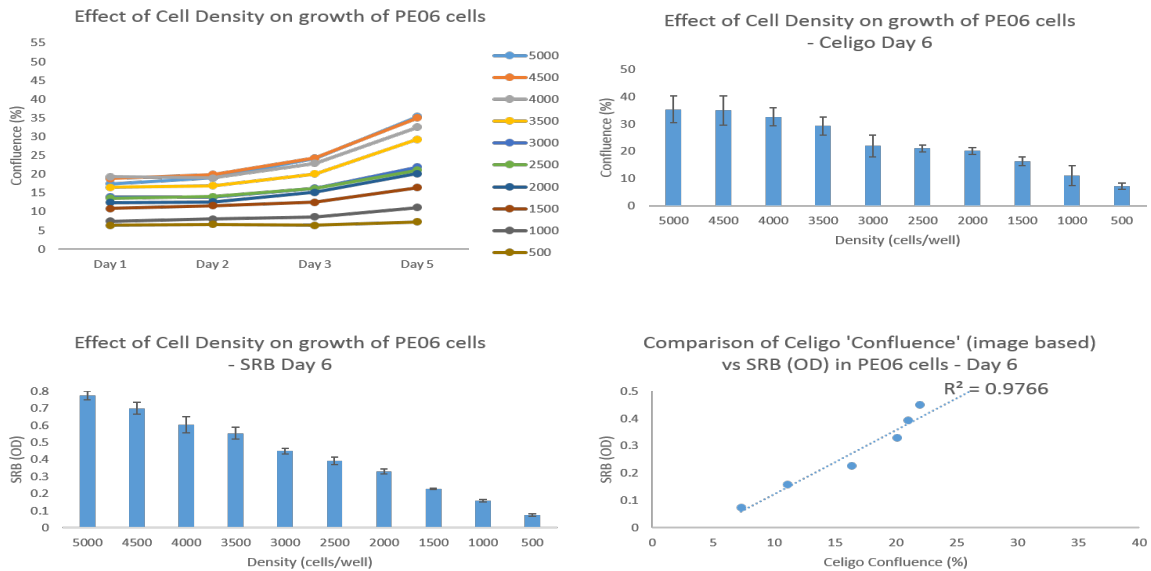 Effect of Cell Density on growth of PE06 cells
55
50
45
40
35
30
25
20
15
10
5
0
Confluence (%)
Day 1 Day 2 Day 3 Day 5
5000
4500
4000
3500
3000
2500
2000
1500
1000
500
Effect of Cell Density on growth of PE06 cells
- Celigo Day 6
50
40
30
20
10
0
Confluence (%)
5000 4500 4000 3500 3000 2500 2000 1500 1000 500
Density (cells/well)
Effect of Cell Density on growth of PE06 cells
- SRB Day 6
0.8
0.7
0.6
0.5
0.4
0.3
0.2
0.1
0
SRB (OD)
5000 4500 4000 3500 3000 2500 2000 1500 1000 500
Density (cells/well)
Comparison of Celigo 'Confluence' (image based)
vs SRB (OD) in PE06 cells - Day 6
R² = 0.9766
0.5
0.4
0.3
0.2
0.1
0
SRB (OD)
0 5 10 15 20 25 30 35 40
Celigo Confluence (%)